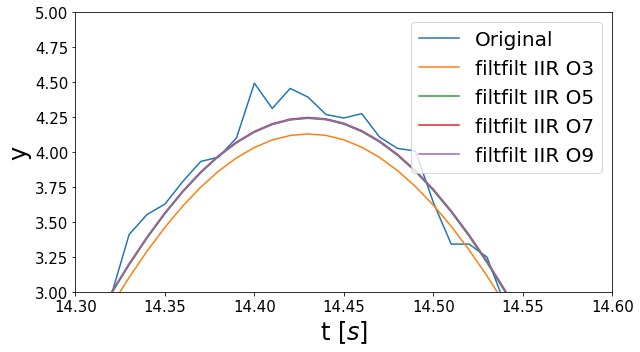 5.00
4.75
4.50
4.25
4.00
3.75
3.50
3.25
3.00
y
Original
filtfilt IIR O3
filtfilt IIR O5
filtfilt IIR O7
filtfilt IIR O9
14.30 14.35 14.40 14.45 14.50 14.55 14.60
t [s]